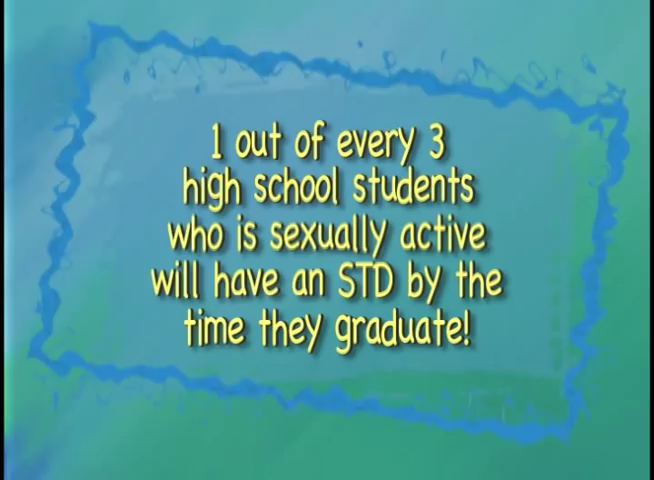 1 out of every 3
high school students
who is sexually active
will have an STD by the
time they graduate!